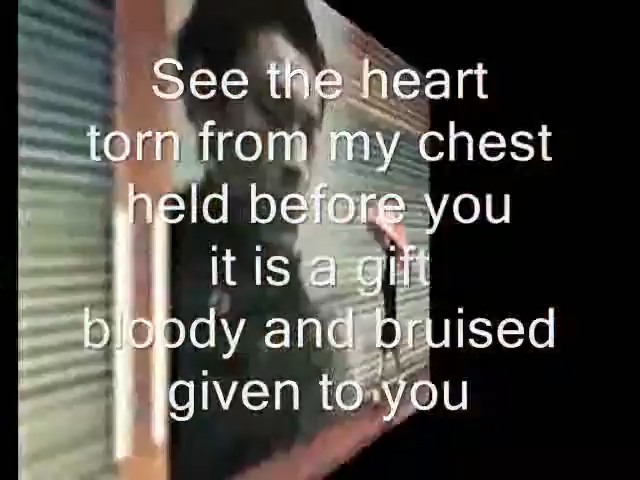 See the heart
torn from my chest
held before you
it is a gift
bloody and bruised
given to you